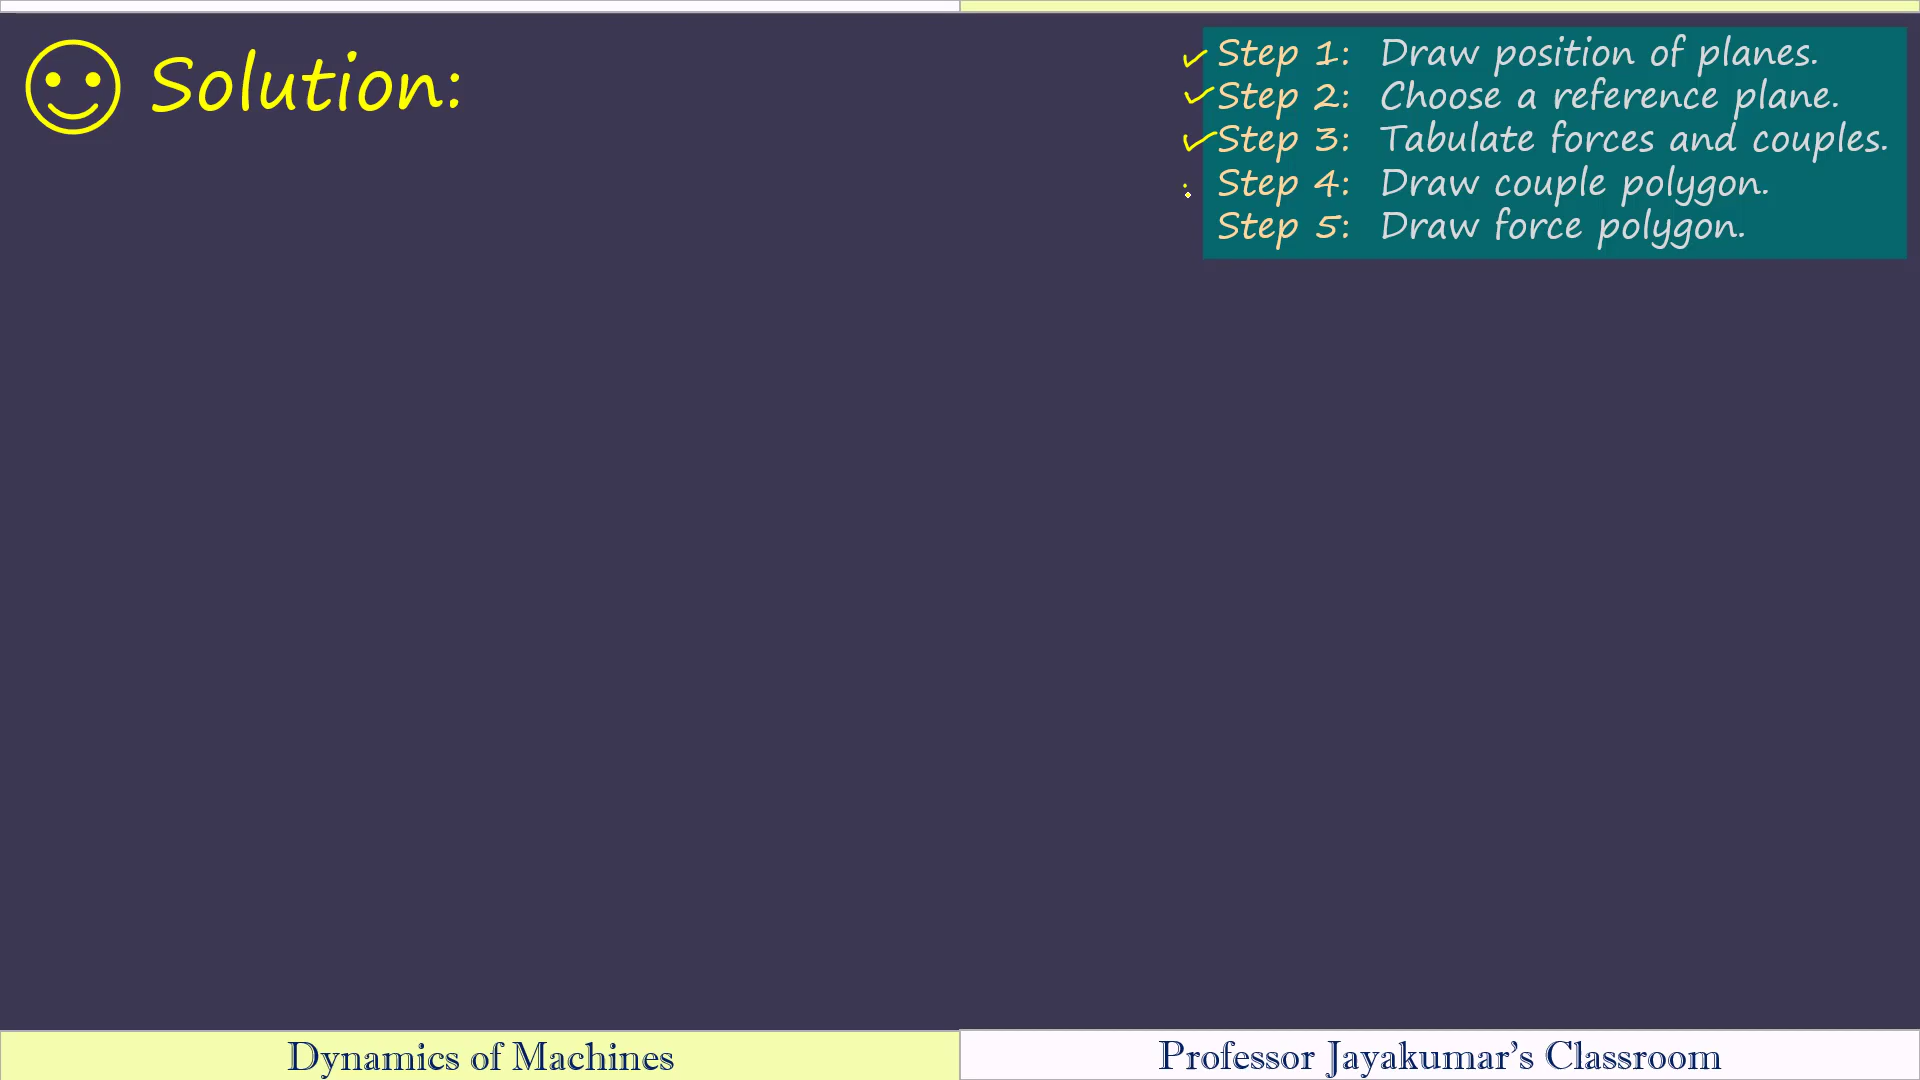 Solution:
Step 1: Draw position of planes.
Step 2: Choose a reference plane.
Step 3: Tabulate forces and couples.
Step 4: Draw couple polygon.
Step 5: Draw force polygon.
Dynamics of Machines
Professor Jayakumar's Classroom